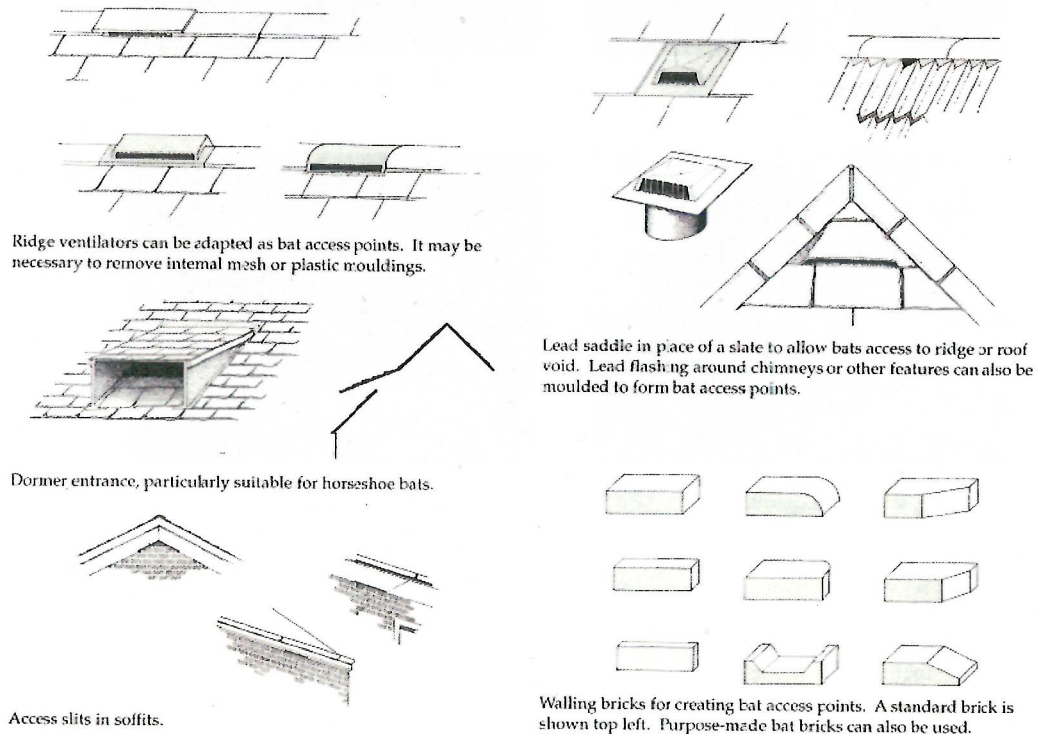 Ridge ventilators can be adapted as bat access points. It may be
necessary to remove internal mesh or plastic mouldings.
Dormer entrance, particularly suitable for horseshoe bats.
Access slits in soffits.
Lead saddle in place of a slate to allow bats access to ridge or roof
void. Lead flashing around chimneys or other features can also be
moulded to form bat access points.
Walling bricks for creating bat access points. A standard brick is
shown top left. Purpose-made bat bricks can also be used.